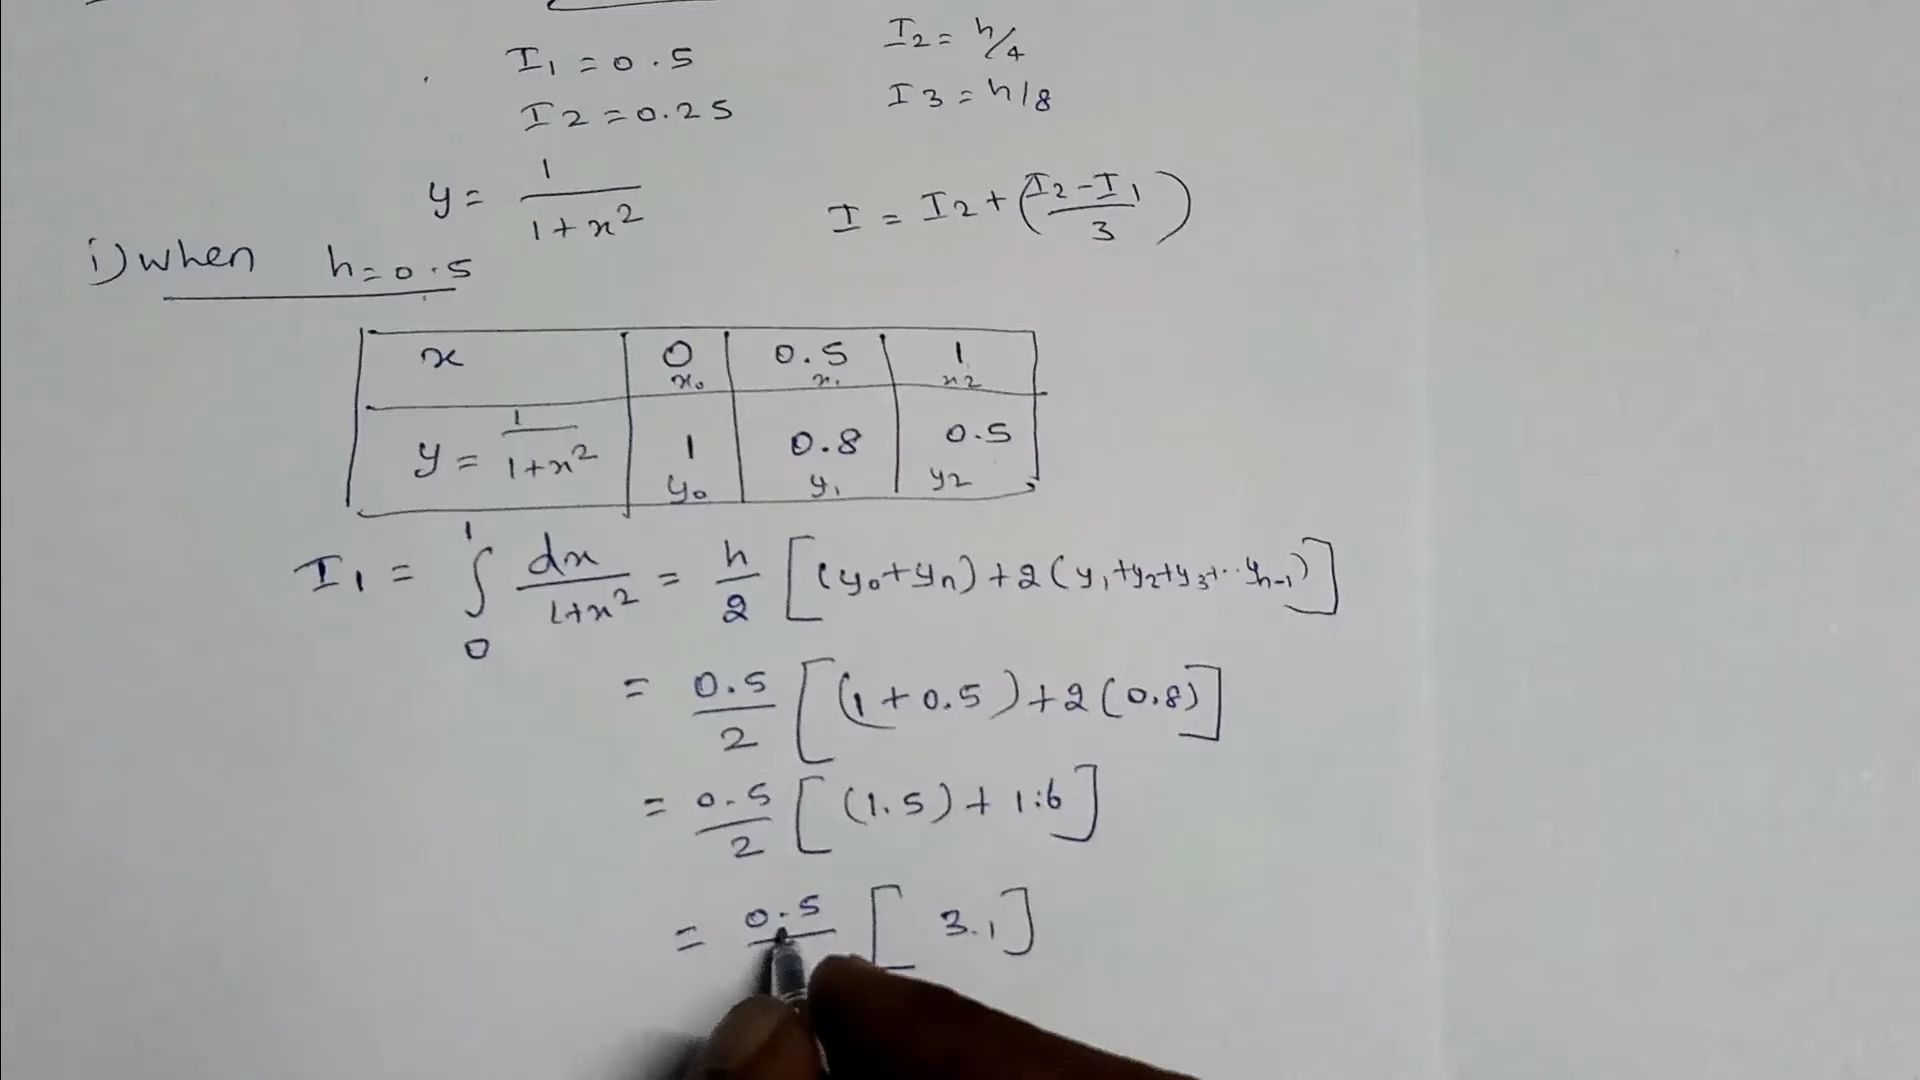 I1 = 0.5
I2 = h/4
I2 = 0.25
I3 = h/8
y = 1/(1+x²)
I = I2 + ((I2-I1)/3)
i) when h = 0.5
x 0 0.5 1
x0 x1 x2
y = 1/(1+x²) 1 0.8 0.5
y0 y1 y2
I1 = ∫₀¹ dx/(1+x²) = h/2 [(y0+yn)+2(y1+y2+y3+..yn-1)]
= 0.5/2 [(1+0.5)+2(0.8)]
= 0.5/2 [(1.5)+1.6]
= 0.5 [3.1]